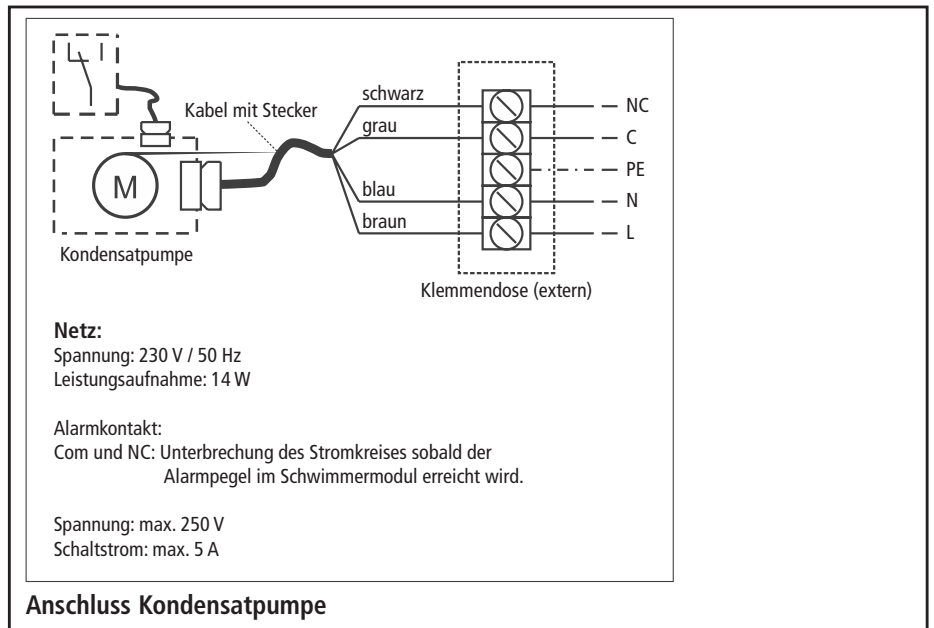 schwarz
NC
Kabel mit Stecker
grau
C
PE
M
blau
N
braun
L
Kondensatpumpe
Klemmendose (extern)
Netz:
Spannung: 230 V / 50 Hz
Leistungsaufnahme: 14 W
Alarmkontakt:
Com und NC: Unterbrechung des Stromkreises sobald der
Alarmpegel im Schwimmermodul erreicht wird.
Spannung: max. 250 V
Schaltstrom: max. 5 A
Anschluss Kondensatpumpe